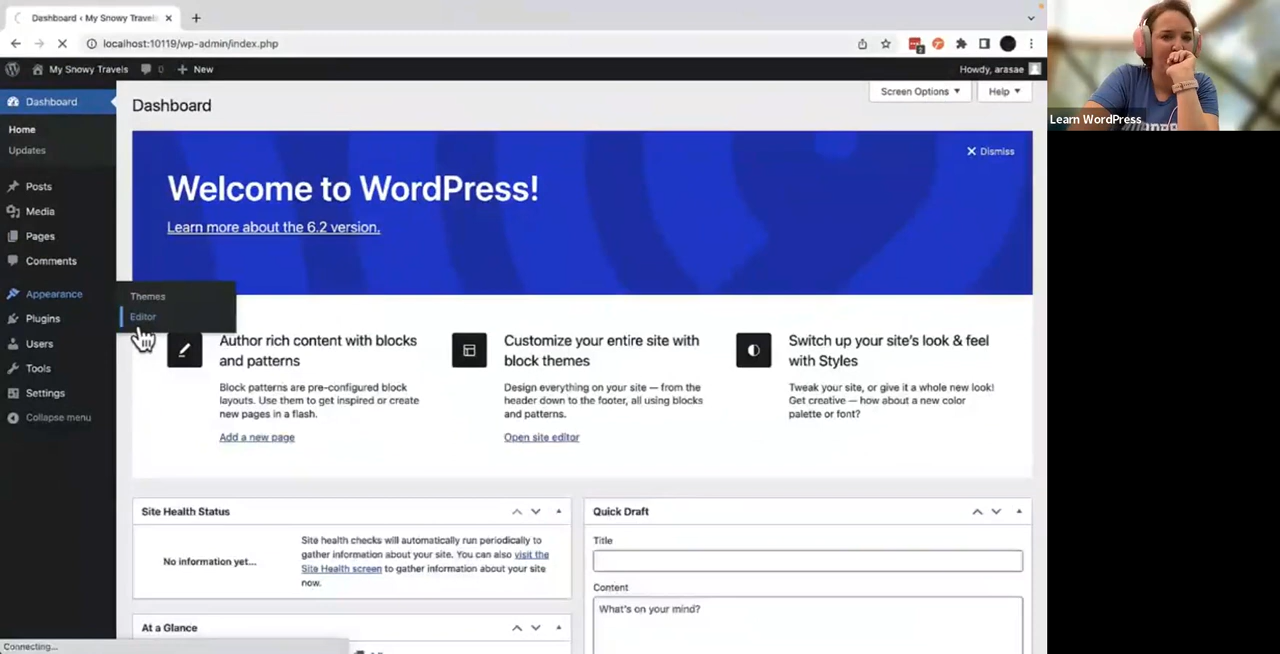 Dashboard ‹ My Snowy Travels
localhost:10119/wp-admin/index.php
My Snowy Travels 0 New
Howdy, arasae
Screen Options
Help
Dashboard
Home
Updates
Posts
Media
Pages
Comments
Appearance
Themes
Editor
Plugins
Users
Tools
Settings
Collapse menu
Dashboard
Dismiss
Welcome to WordPress!
Learn more about the 6.2 version.
Author rich content with blocks
and patterns
Block patterns are pre-configured block
layouts. Use them to get inspired or create
new pages in a flash.
Add a new page
Customize your entire site with
block themes
Design everything on your site — from the
header down to the footer, all using blocks
and patterns.
Open site editor
Switch up your site's look & feel
with Styles
Tweak your site, or give it a whole new look!
Get creative — how about a new color
palette or font?
Site Health Status
No information yet...
Site health checks will automatically run periodically to
gather information about your site. You can also visit the
Site Health screen to gather information about your site
now.
At a Glance
Quick Draft
Title
Content
What's on your mind?
Connecting...
Learn WordPress